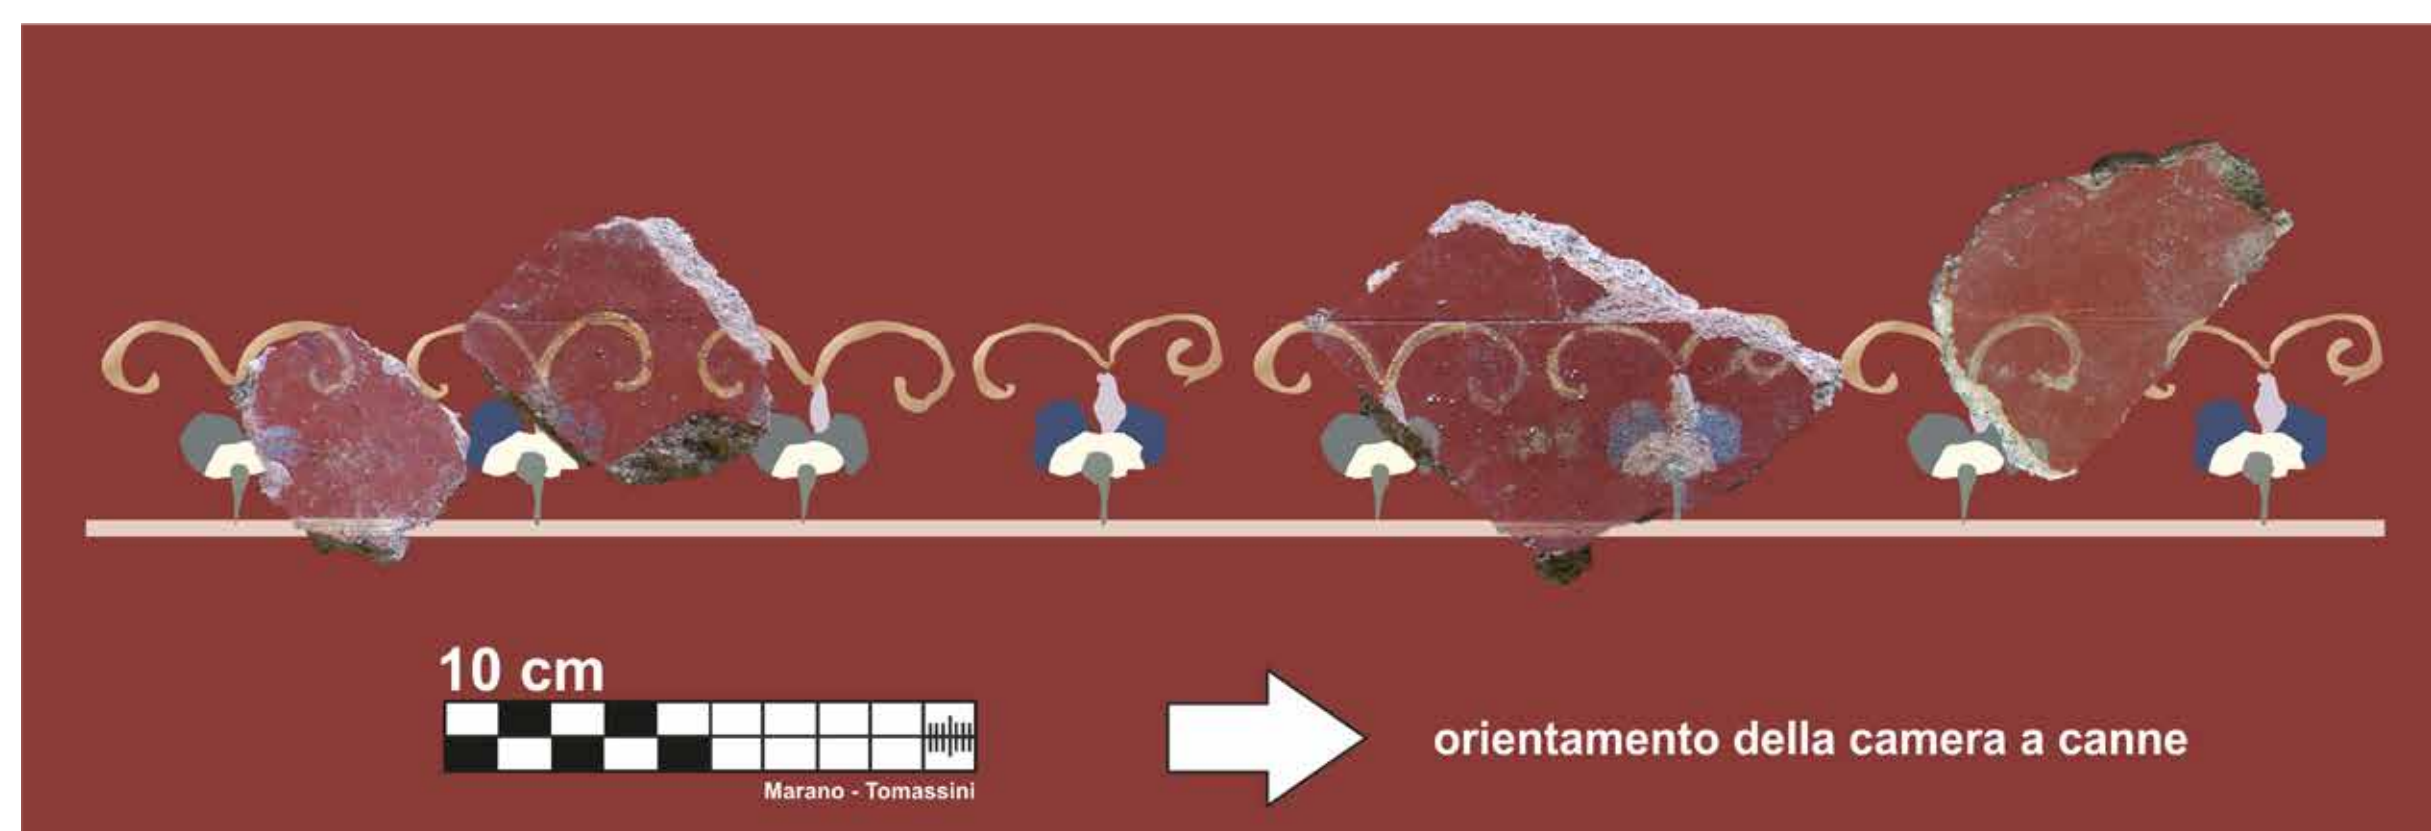 10 cm
Marano - Tomassini
orientamento della camera a canne